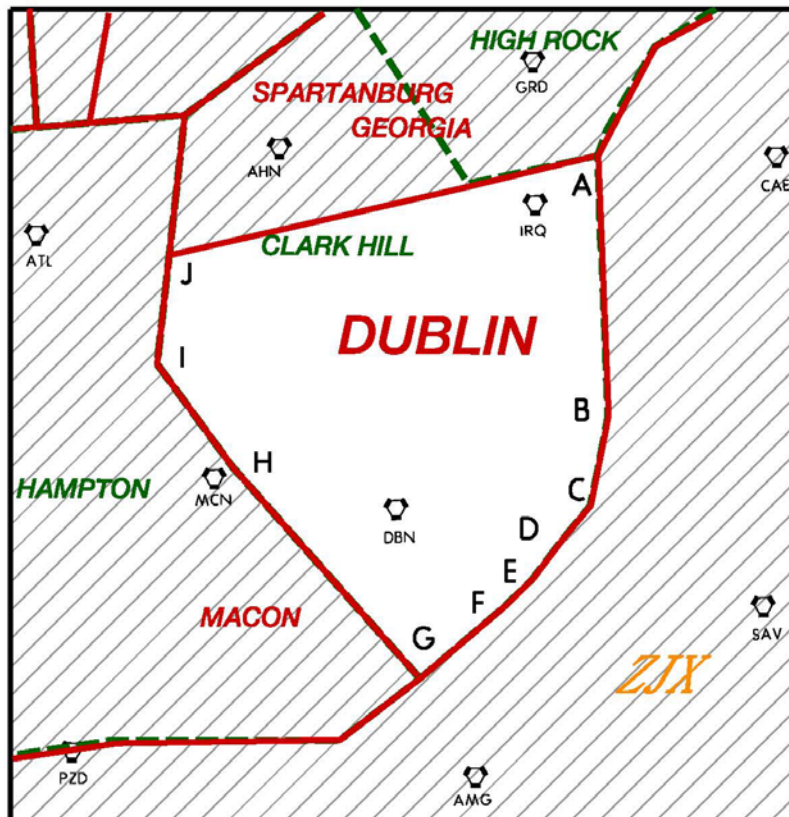 HIGH ROCK
GRD
SPARTANBURG
GEORGIA
AHN
CAE
A
IRQ
ATL
CLARK HILL
J
DUBLIN
I
B
H
HAMPTON
MCN
C
DBN
D
E
F
MACON
G
SAV
ZJX
PZD
AMG